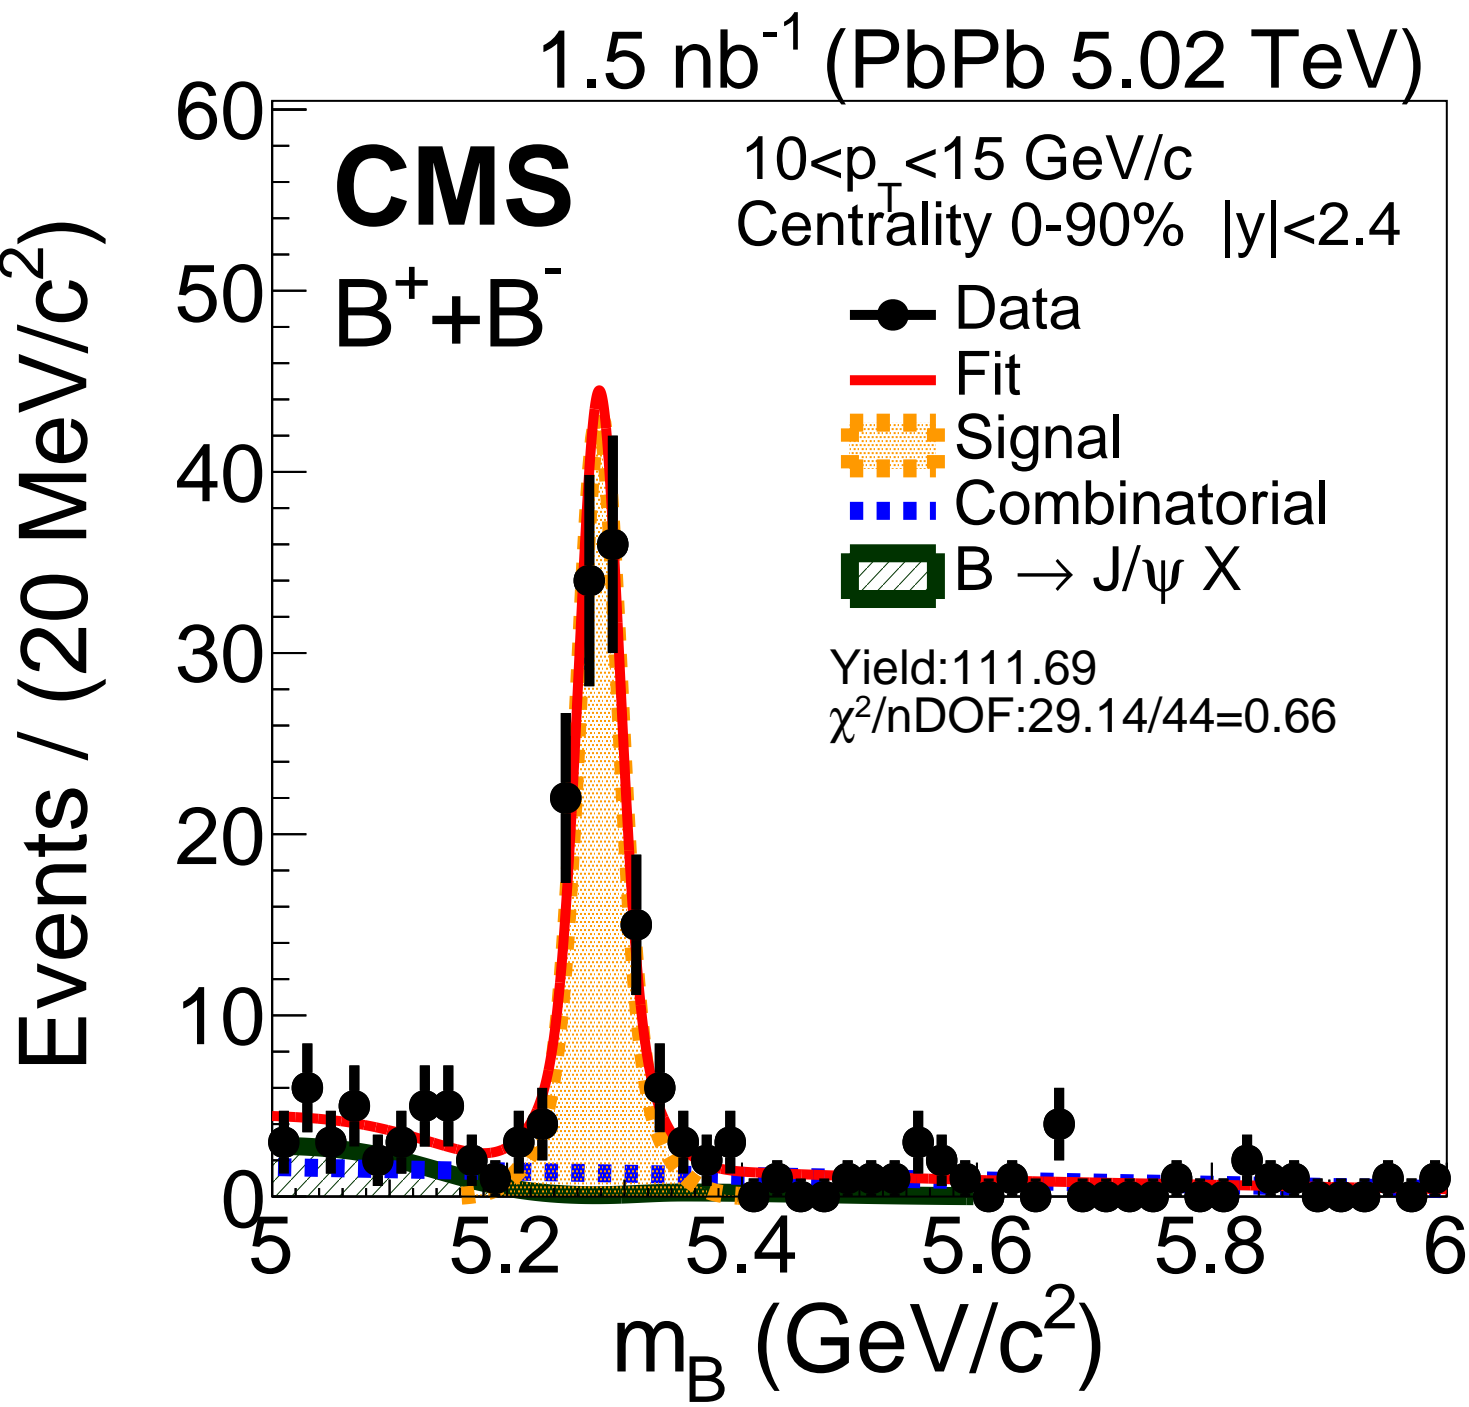 1.5 nb⁻¹ (PbPb 5.02 TeV)
CMS
B⁺+B⁻
10<p_T<15 GeV/c
Centrality 0-90% |y|<2.4
Data
Fit
Signal
Combinatorial
B → J/ψ X
Yield:111.69
χ²/nDOF:29.14/44=0.66
Events / (20 MeV/c²)
60
50
40
30
20
10
0
5 5.2 5.4 5.6 5.8 6
m_B (GeV/c²)